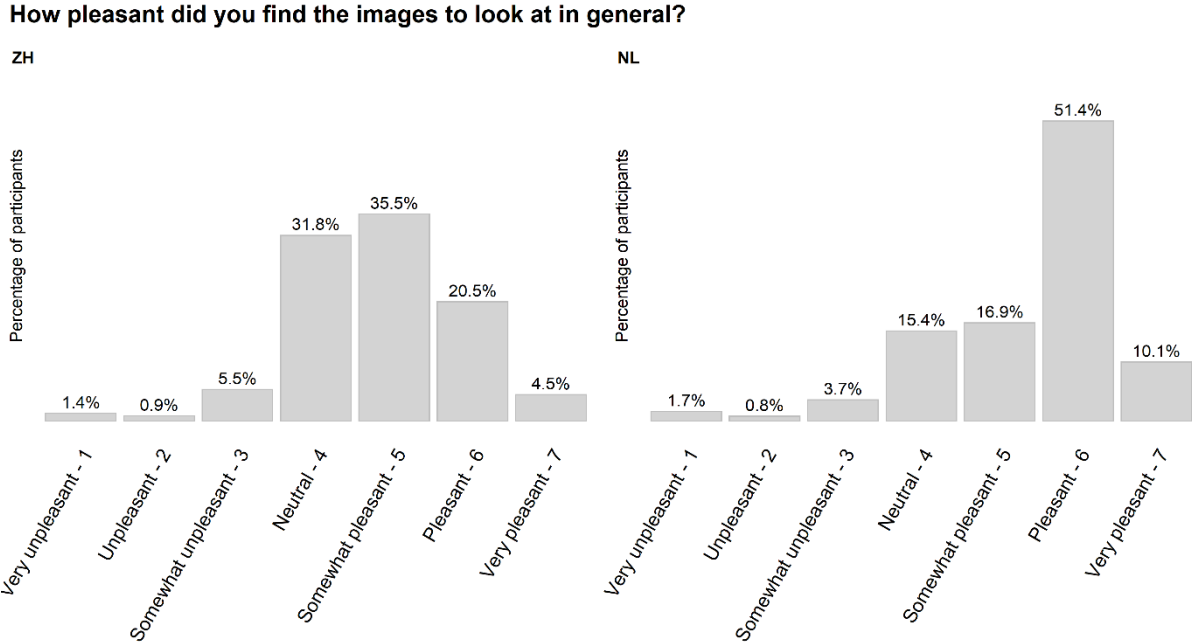 How pleasant did you find the images to look at in general?
ZH
Percentage of participants
1.4%
0.9%
5.5%
31.8%
35.5%
20.5%
4.5%
Very unpleasant - 1
Unpleasant - 2
Somewhat unpleasant - 3
Neutral - 4
Somewhat pleasant - 5
Pleasant - 6
Very pleasant - 7
NL
Percentage of participants
1.7%
0.8%
3.7%
15.4%
16.9%
51.4%
10.1%
Very unpleasant - 1
Unpleasant - 2
Somewhat unpleasant - 3
Neutral - 4
Somewhat pleasant - 5
Pleasant - 6
Very pleasant - 7